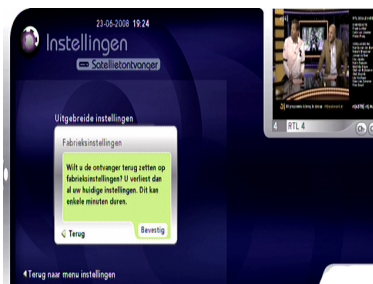 23-06-2008 19:24
Instellingen
Satellietontvanger
Uitgebreide instellingen
Fabrieksinstellingen
Wilt u de ontvanger terug zetten op
fabrieksinstellingen? U verliest dan
al uw huidige instellingen. Dit kan
enkele minuten duren.
Terug
Bevestig
Terug naar menu instellingen
4 RTL 4